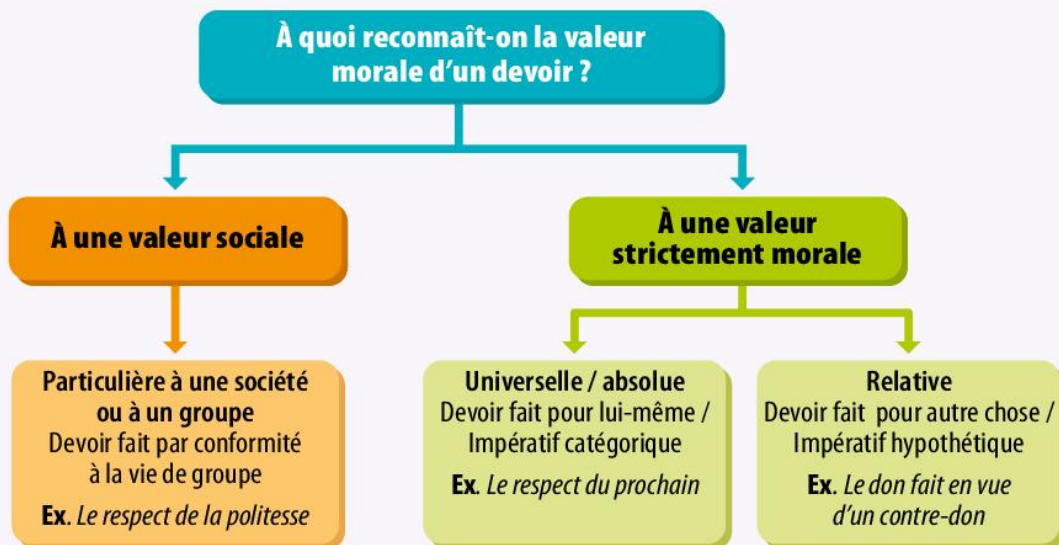 À quoi reconnaît-on la valeur
morale d'un devoir ?
À une valeur sociale
À une valeur
strictement morale
Particulière à une société
ou à un groupe
Devoir fait par conformité
à la vie de groupe
Ex. Le respect de la politesse
Universelle / absolue
Devoir fait pour lui-même /
Impératif catégorique
Ex. Le respect du prochain
Relative
Devoir fait pour autre chose /
Impératif hypothétique
Ex. Le don fait en vue
d'un contre-don